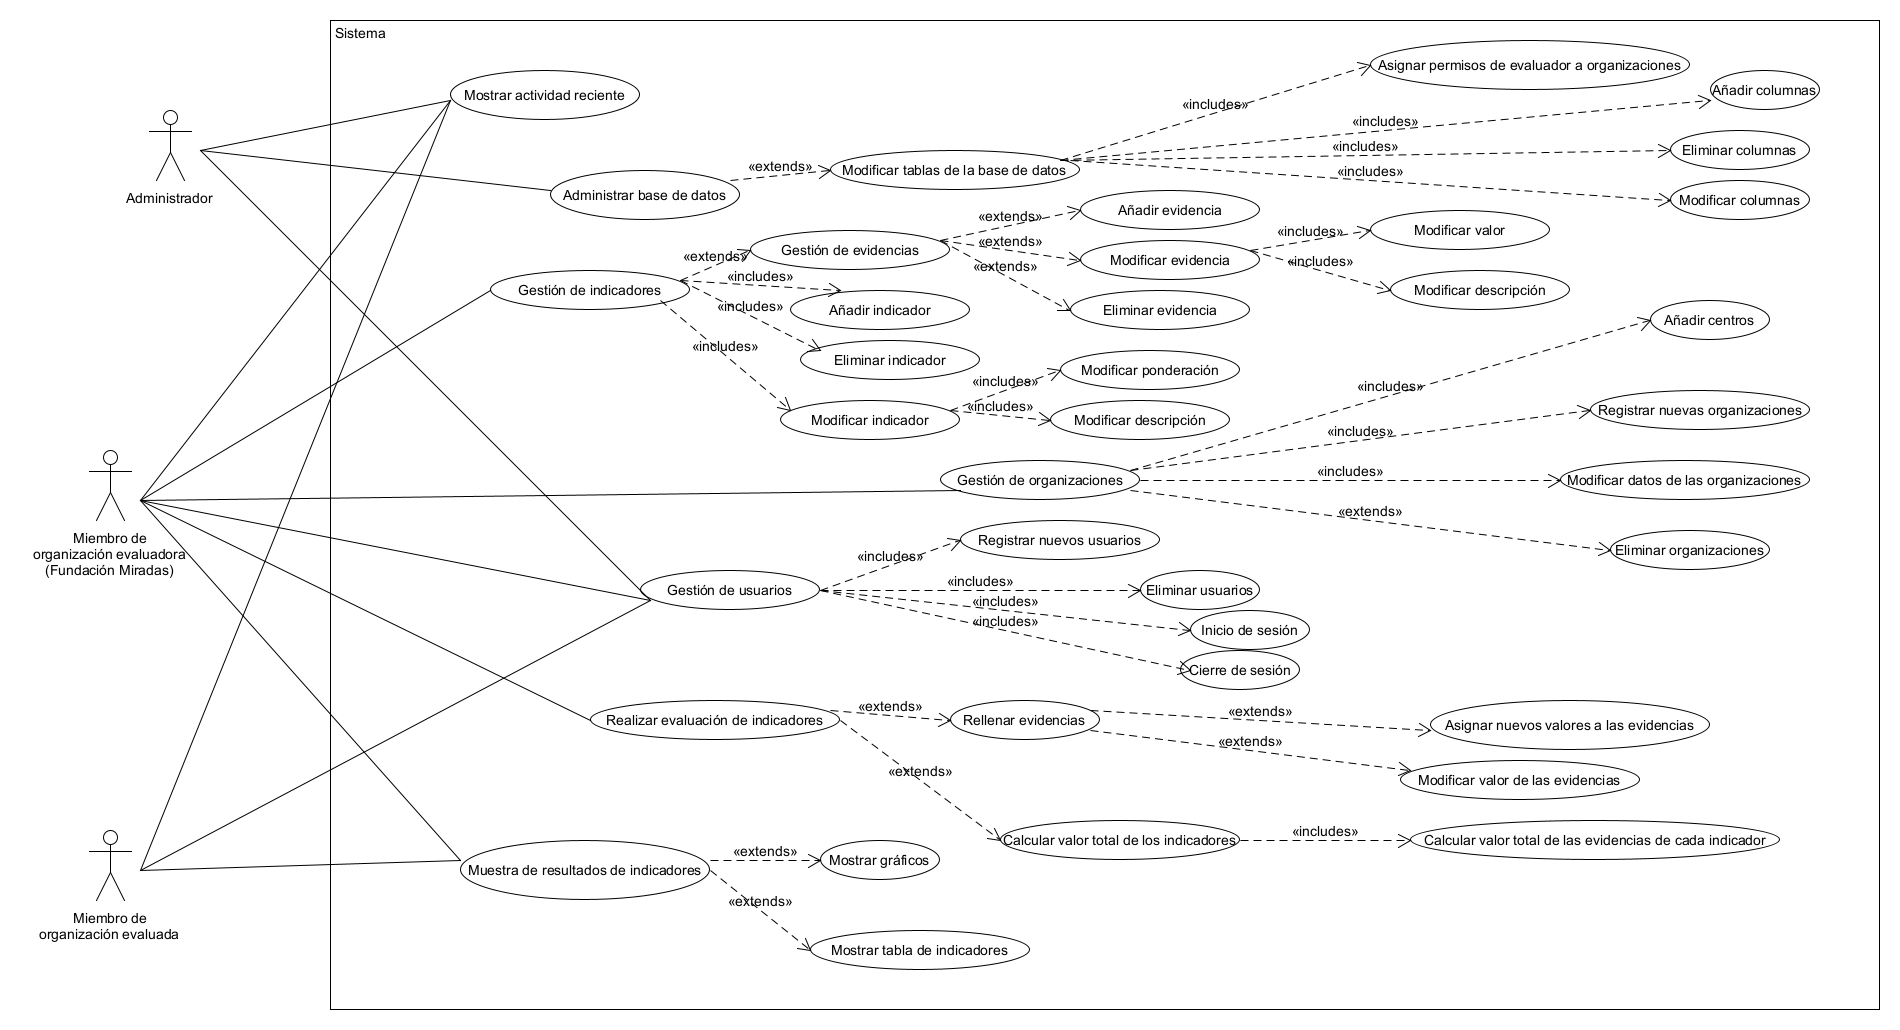 Sistema
Asignar permisos de evaluador a organizaciones
Mostrar actividad reciente
Añadir columnas
«includes»
«includes»
Eliminar columnas
«includes»
Administrador
«extends»
Modificar tablas de la base de datos
«includes»
Administrar base de datos
Modificar columnas
Añadir evidencia
«extends»
Modificar valor
«includes»
Gestión de evidencias
«extends»
«extends»
Modificar evidencia
«includes»
«extends»
«includes»
Gestión de indicadores
Modificar descripción
«includes»
Añadir indicador
Eliminar evidencia
Añadir centros
«includes»
Eliminar indicador
Modificar ponderación
«includes»
«includes»
«includes»
Modificar indicador
Modificar descripción
Registrar nuevas organizaciones
«includes»
«includes»
Gestión de organizaciones
Modificar datos de las organizaciones
«extends»
Miembro de
organización evaluadora
(Fundación Miradas)
Registrar nuevos usuarios
Eliminar organizaciones
«includes»
«includes»
Gestión de usuarios
Eliminar usuarios
«includes»
«includes»
Inicio de sesión
Cierre de sesión
«extends»
«extends»
Realizar evaluación de indicadores
Rellenar evidencias
Asignar nuevos valores a las evidencias
«extends»
«extends»
Modificar valor de las evidencias
«includes»
Calcular valor total de los indicadores
Calcular valor total de las evidencias de cada indicador
«extends»
Muestra de resultados de indicadores
Mostrar gráficos
«extends»
Miembro de
organización evaluada
Mostrar tabla de indicadores